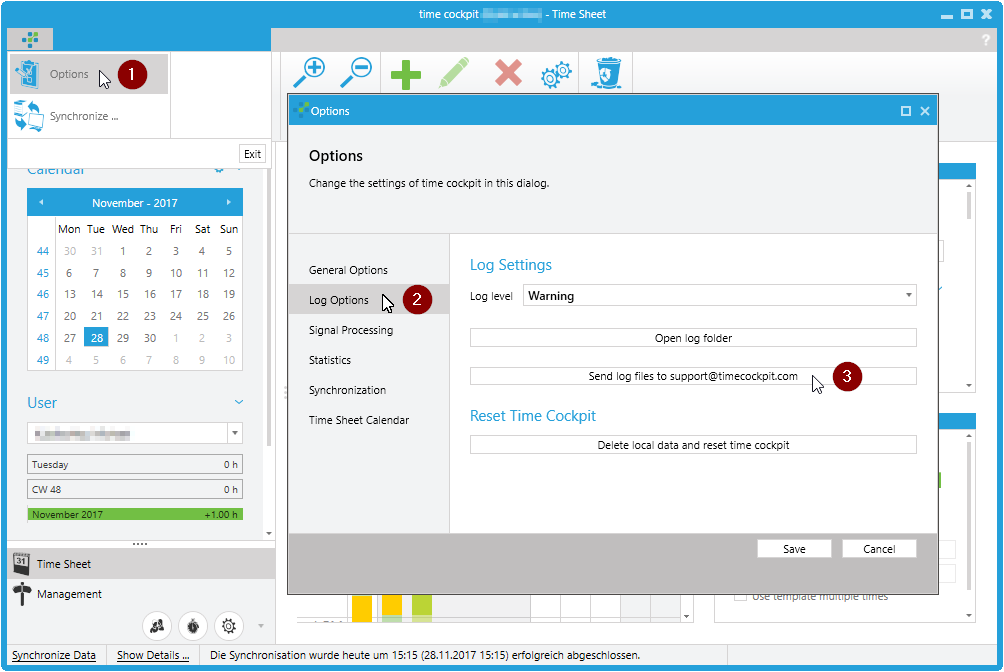 time cockpit - Time Sheet
?
Options
1
Synchronize ...
Exit
Calendar
November - 2017
Mon Tue Wed Thu Fri Sat Sun
44 30 31 1 2 3 4 5
45 6 7 8 9 10 11 12
46 13 14 15 16 17 18 19
47 20 21 22 23 24 25 26
48 27 28 29 30 1 2 3
49 4 5 6 7 8 9 10
User
Tuesday 0 h
CW 48 0 h
November 2017 +1.00 h
31 Time Sheet
Management
Options
Options
Change the settings of time cockpit in this dialog.
General Options
Log Options
2
Signal Processing
Statistics
Synchronization
Time Sheet Calendar
Log Settings
Log level Warning
Open log folder
Send log files to support@timecockpit.com
3
Reset Time Cockpit
Delete local data and reset time cockpit
Save Cancel
Use template multiple times
Synchronize Data Show Details ... Die Synchronisation wurde heute um 15:15 (28.11.2017 15:15) erfolgreich abgeschlossen.